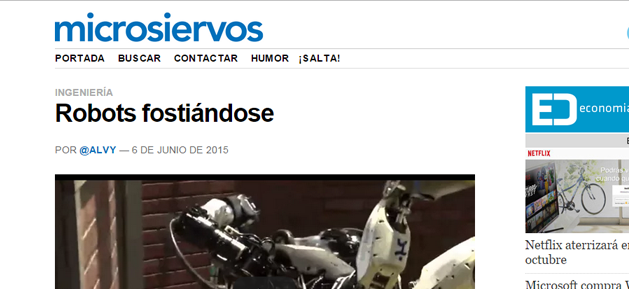 microsiervos
PORTADA BUSCAR CONTACTAR HUMOR ¡SALTA!
INGENIERÍA
Robots fostiándose
POR @ALVY — 6 DE JUNIO DE 2015
ED economía
NETFLIX
Netflix aterrizará en
octubre
Microsoft compra